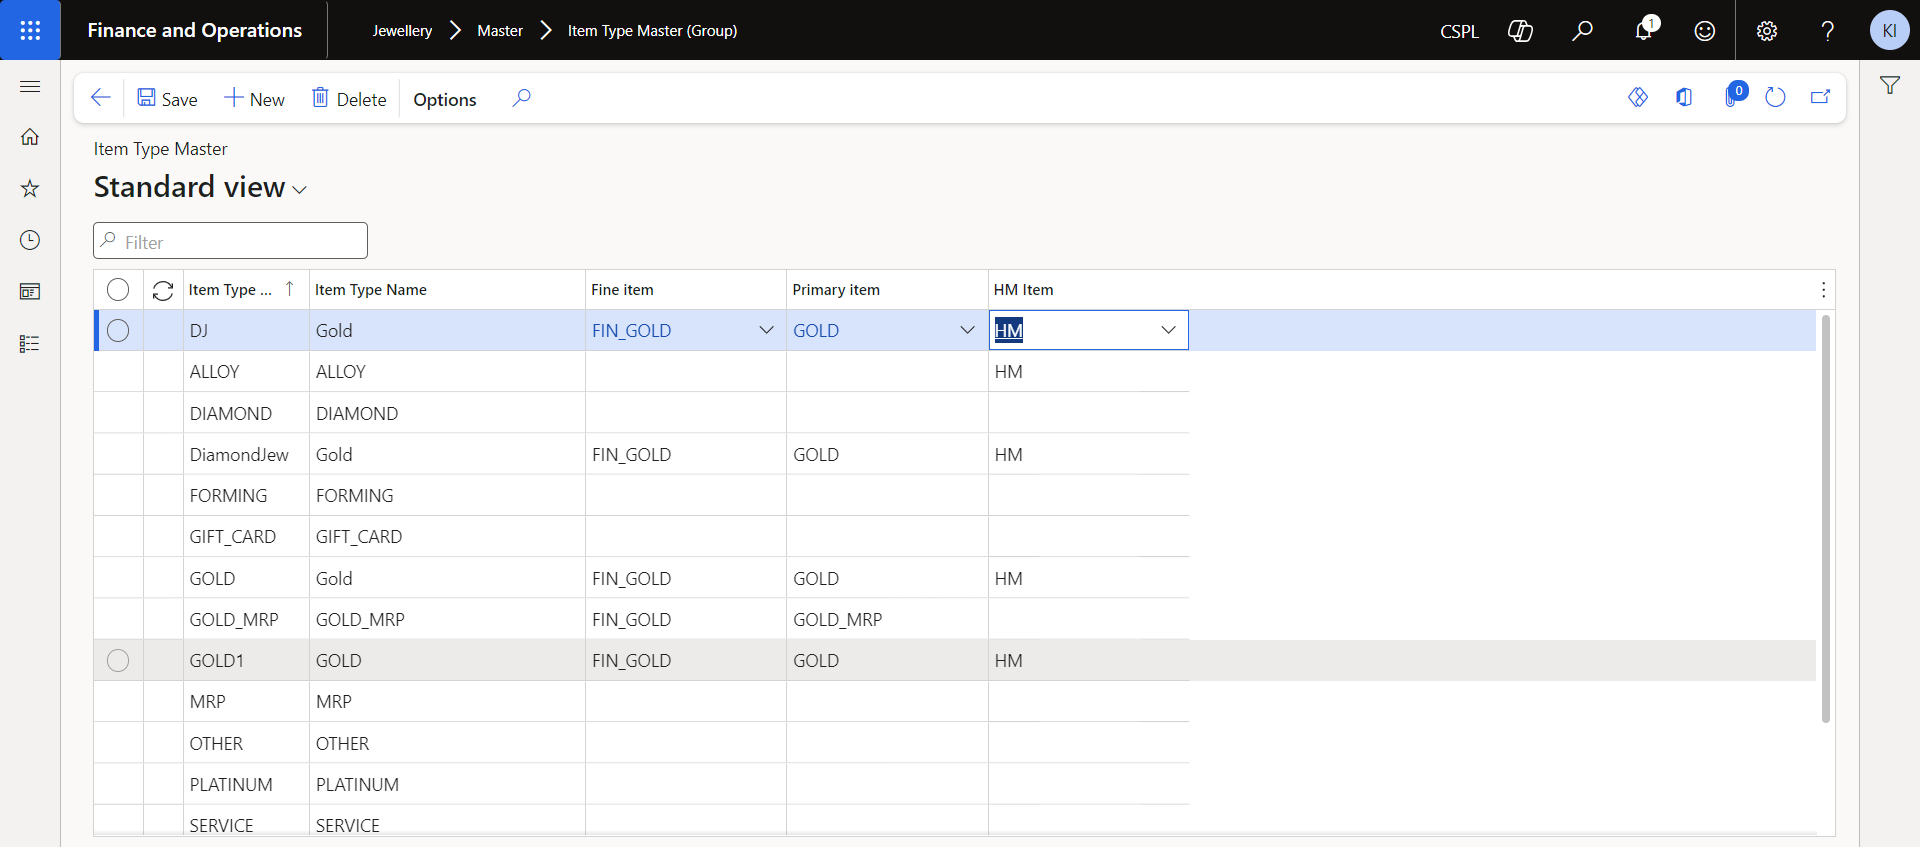 Finance and Operations Jewellery Master Item Type Master (Group) CSPL 1 KI
Save New Delete Options 0
Item Type Master
Standard view
Filter
Item Type ... Item Type Name Fine item Primary item HM Item
DJ Gold FIN_GOLD GOLD HM
ALLOY ALLOY HM
DIAMOND DIAMOND
DiamondJew Gold FIN_GOLD GOLD HM
FORMING FORMING
GIFT_CARD GIFT_CARD
GOLD Gold FIN_GOLD GOLD HM
GOLD_MRP GOLD_MRP FIN_GOLD GOLD_MRP
GOLD1 GOLD FIN_GOLD GOLD HM
MRP MRP
OTHER OTHER
PLATINUM PLATINUM
SERVICE SERVICE